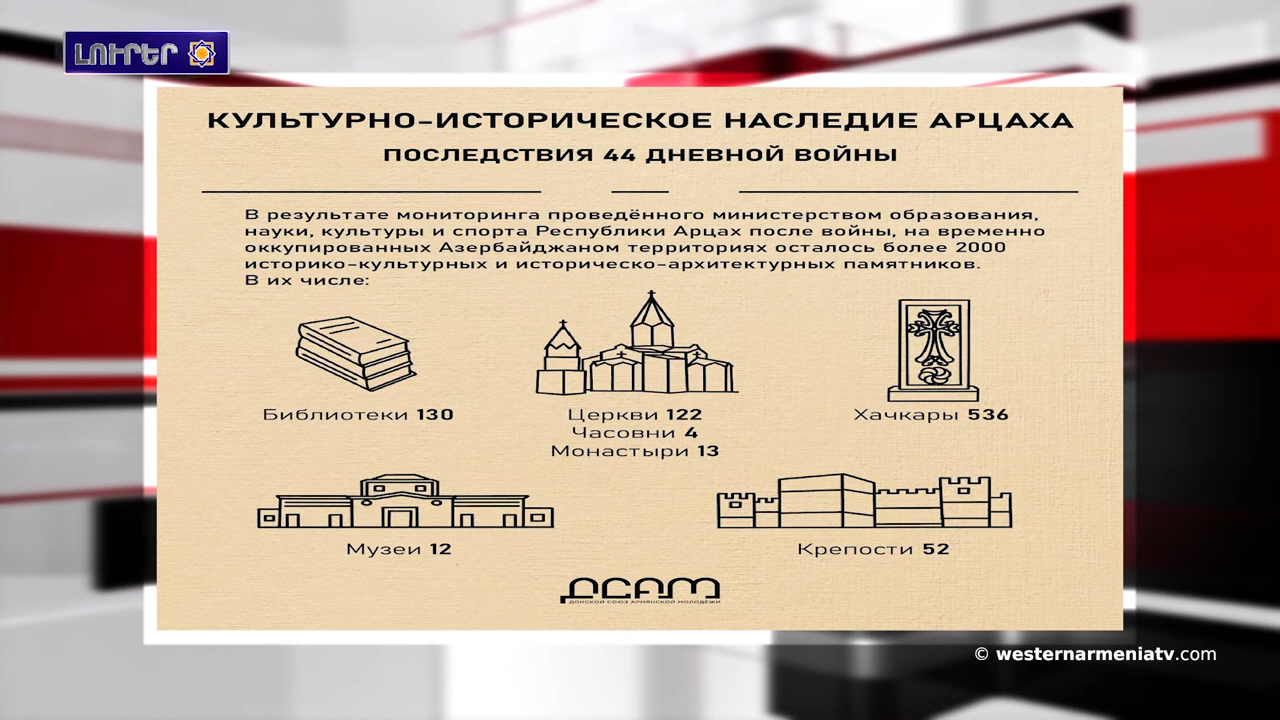 ԼՈՒՐԵՐ
КУЛЬТУРНО-ИСТОРИЧЕСКОЕ НАСЛЕДИЕ АРЦАХА
ПОСЛЕДСТВИЯ 44 ДНЕВНОЙ ВОЙНЫ
В результате мониторинга проведённого министерством образования,
науки, культуры и спорта Республики Арцах после войны, на временно
оккупированных Азербайджаном территориях осталось более 2000
историко-культурных и историческо-архитектурных памятников.
В их числе:
Библиотеки 130
Церкви 122
Часовни 4
Монастыри 13
Хачкары 536
Музеи 12
Крепости 52
ДСАМ
ДОНСКОЙ СОЮЗ АРМЯНСКОЙ МОЛОДЁЖИ
© westernarmeniatv.com